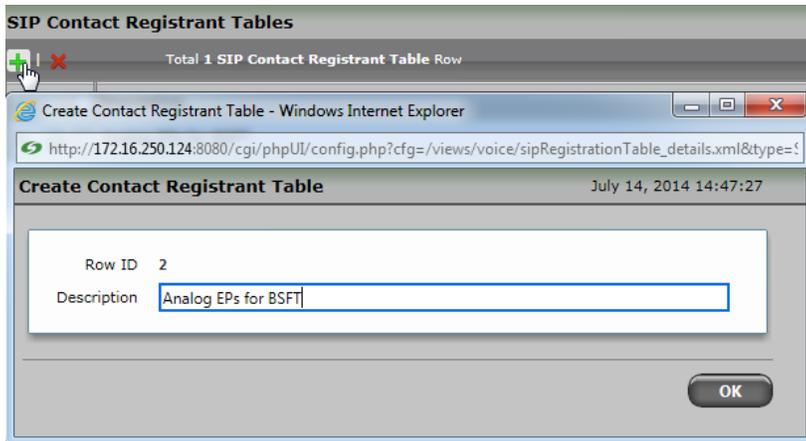 SIP Contact Registrant Tables
Total 1 SIP Contact Registrant Table Row
Create Contact Registrant Table - Windows Internet Explorer
http://172.16.250.124:8080/cgi/phpUI/config.php?cfg=/views/voice/sipRegistrationTable_details.xml&type=S
Create Contact Registrant Table July 14, 2014 14:47:27
Row ID 2
Description Analog EPs for BSFT
OK